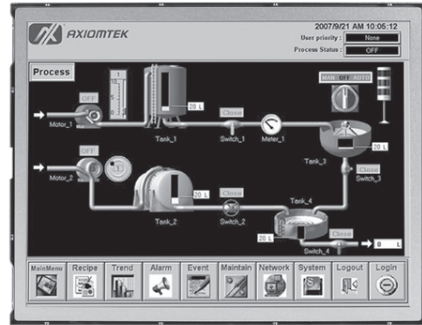 AXIOMTEK
2007/9/21 AM 10:05:12
User priority : None
Process Status : OFF
Process
MAN OFF AUTO
OFF
1
Motor_1
20 L
Tank_1
Close
Switch_1
Meter_1
20 L
Tank_3
OFF
Motor_2
Close
Switch_3
Tank_2
20 L
Close
Switch_2
Tank_4
20 L
Close
Switch_4
0 L
MainMenu Recipe Trend Alarm Event Maintain Network System Logout Login